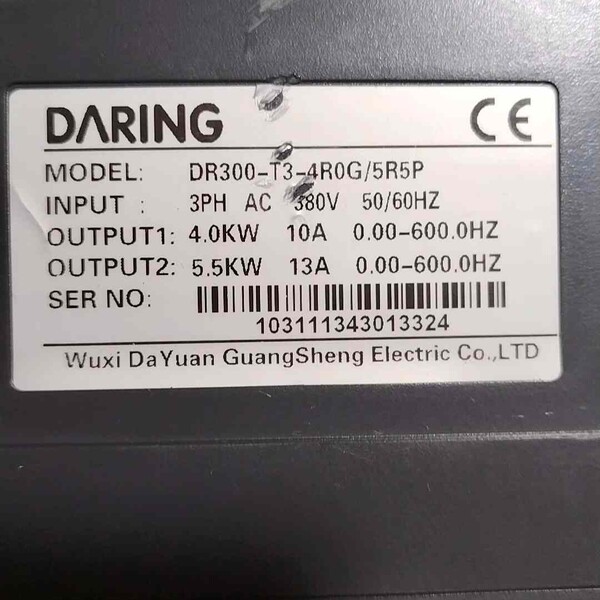 DARING CE
MODEL: DR300-T3-4R0G/5R5P
INPUT : 3PH AC 380V 50/60HZ
OUTPUT1: 4.0KW 10A 0.00-600.0HZ
OUTPUT2: 5.5KW 13A 0.00-600.0HZ
SER NO:
103111343013324
Wuxi DaYuan GuangSheng Electric Co.,LTD